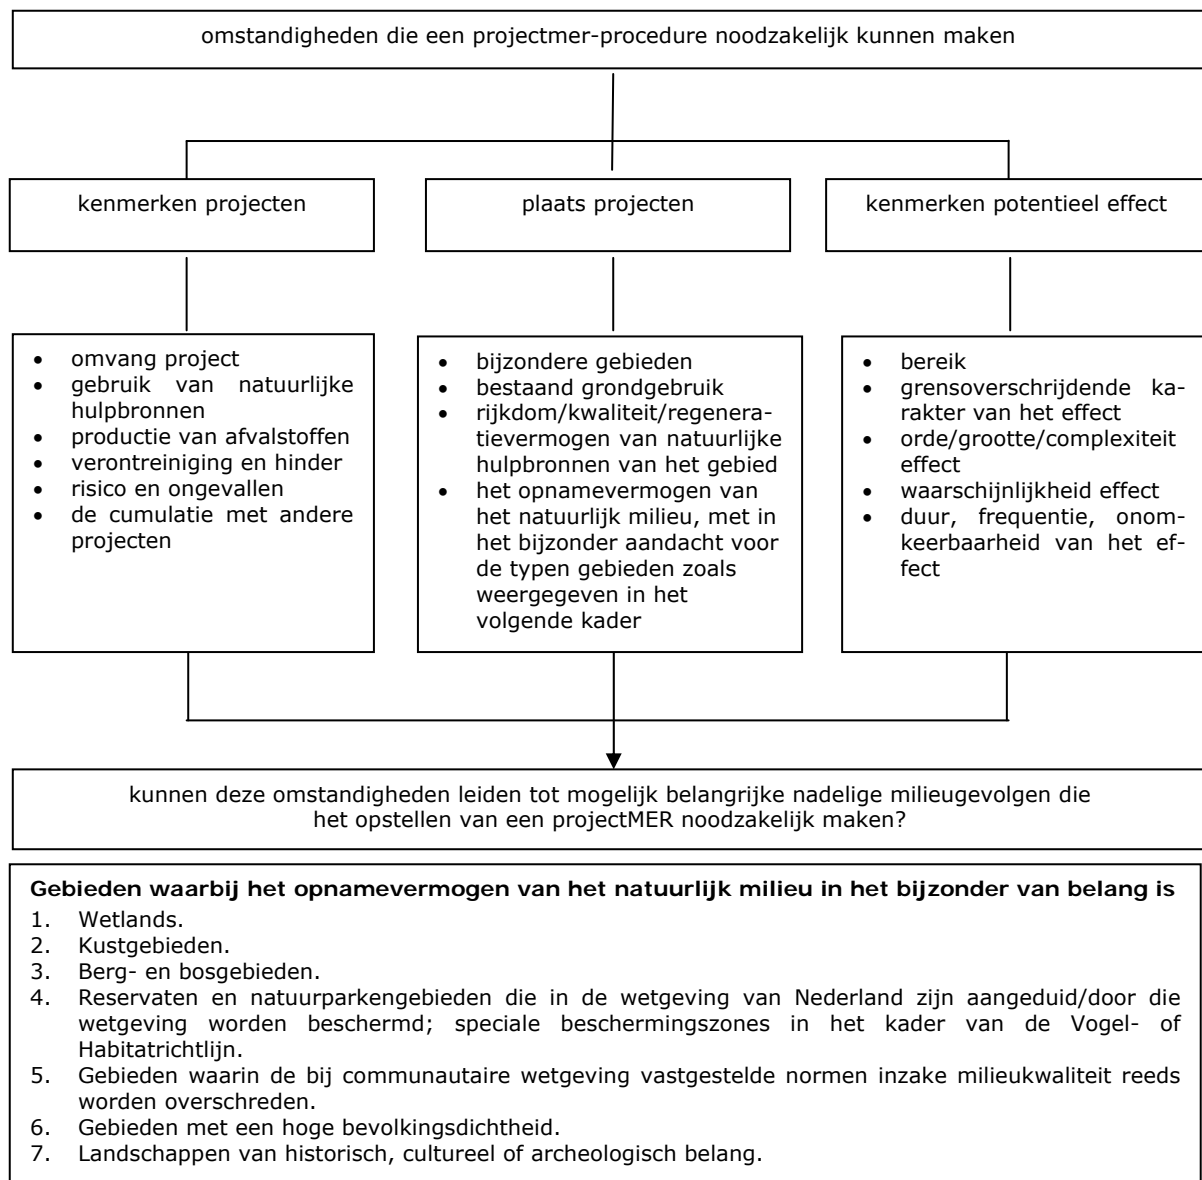 omstandigheden die een projectmer-procedure noodzakelijk kunnen maken
kenmerken projecten
plaats projecten
kenmerken potentieel effect
• omvang project
• gebruik van natuurlijke
hulpbronnen
• productie van afvalstoffen
• verontreiniging en hinder
• risico en ongevallen
• de cumulatie met andere
projecten
• bijzondere gebieden
• bestaand grondgebruik
• rijkdom/kwaliteit/regenera-
tievermogen van natuurlijke
hulpbronnen van het gebied
• het opnamevermogen van
het natuurlijk milieu, met in
het bijzonder aandacht voor
de typen gebieden zoals
weergegeven in het
volgende kader
• bereik
• grensoverschrijdende ka-
rakter van het effect
• orde/grootte/complexiteit
effect
• waarschijnlijkheid effect
• duur, frequentie, onom-
keerbaarheid van het ef-
fect
kunnen deze omstandigheden leiden tot mogelijk belangrijke nadelige milieugevolgen die
het opstellen van een projectMER noodzakelijk maken?
Gebieden waarbij het opnamevermogen van het natuurlijk milieu in het bijzonder van belang is
1. Wetlands.
2. Kustgebieden.
3. Berg- en bosgebieden.
4. Reservaten en natuurparkengebieden die in de wetgeving van Nederland zijn aangeduid/door die
wetgeving worden beschermd; speciale beschermingszones in het kader van de Vogel- of
Habitatrichtlijn.
5. Gebieden waarin de bij communautaire wetgeving vastgestelde normen inzake milieukwaliteit reeds
worden overschreden.
6. Gebieden met een hoge bevolkingsdichtheid.
7. Landschappen van historisch, cultureel of archeologisch belang.